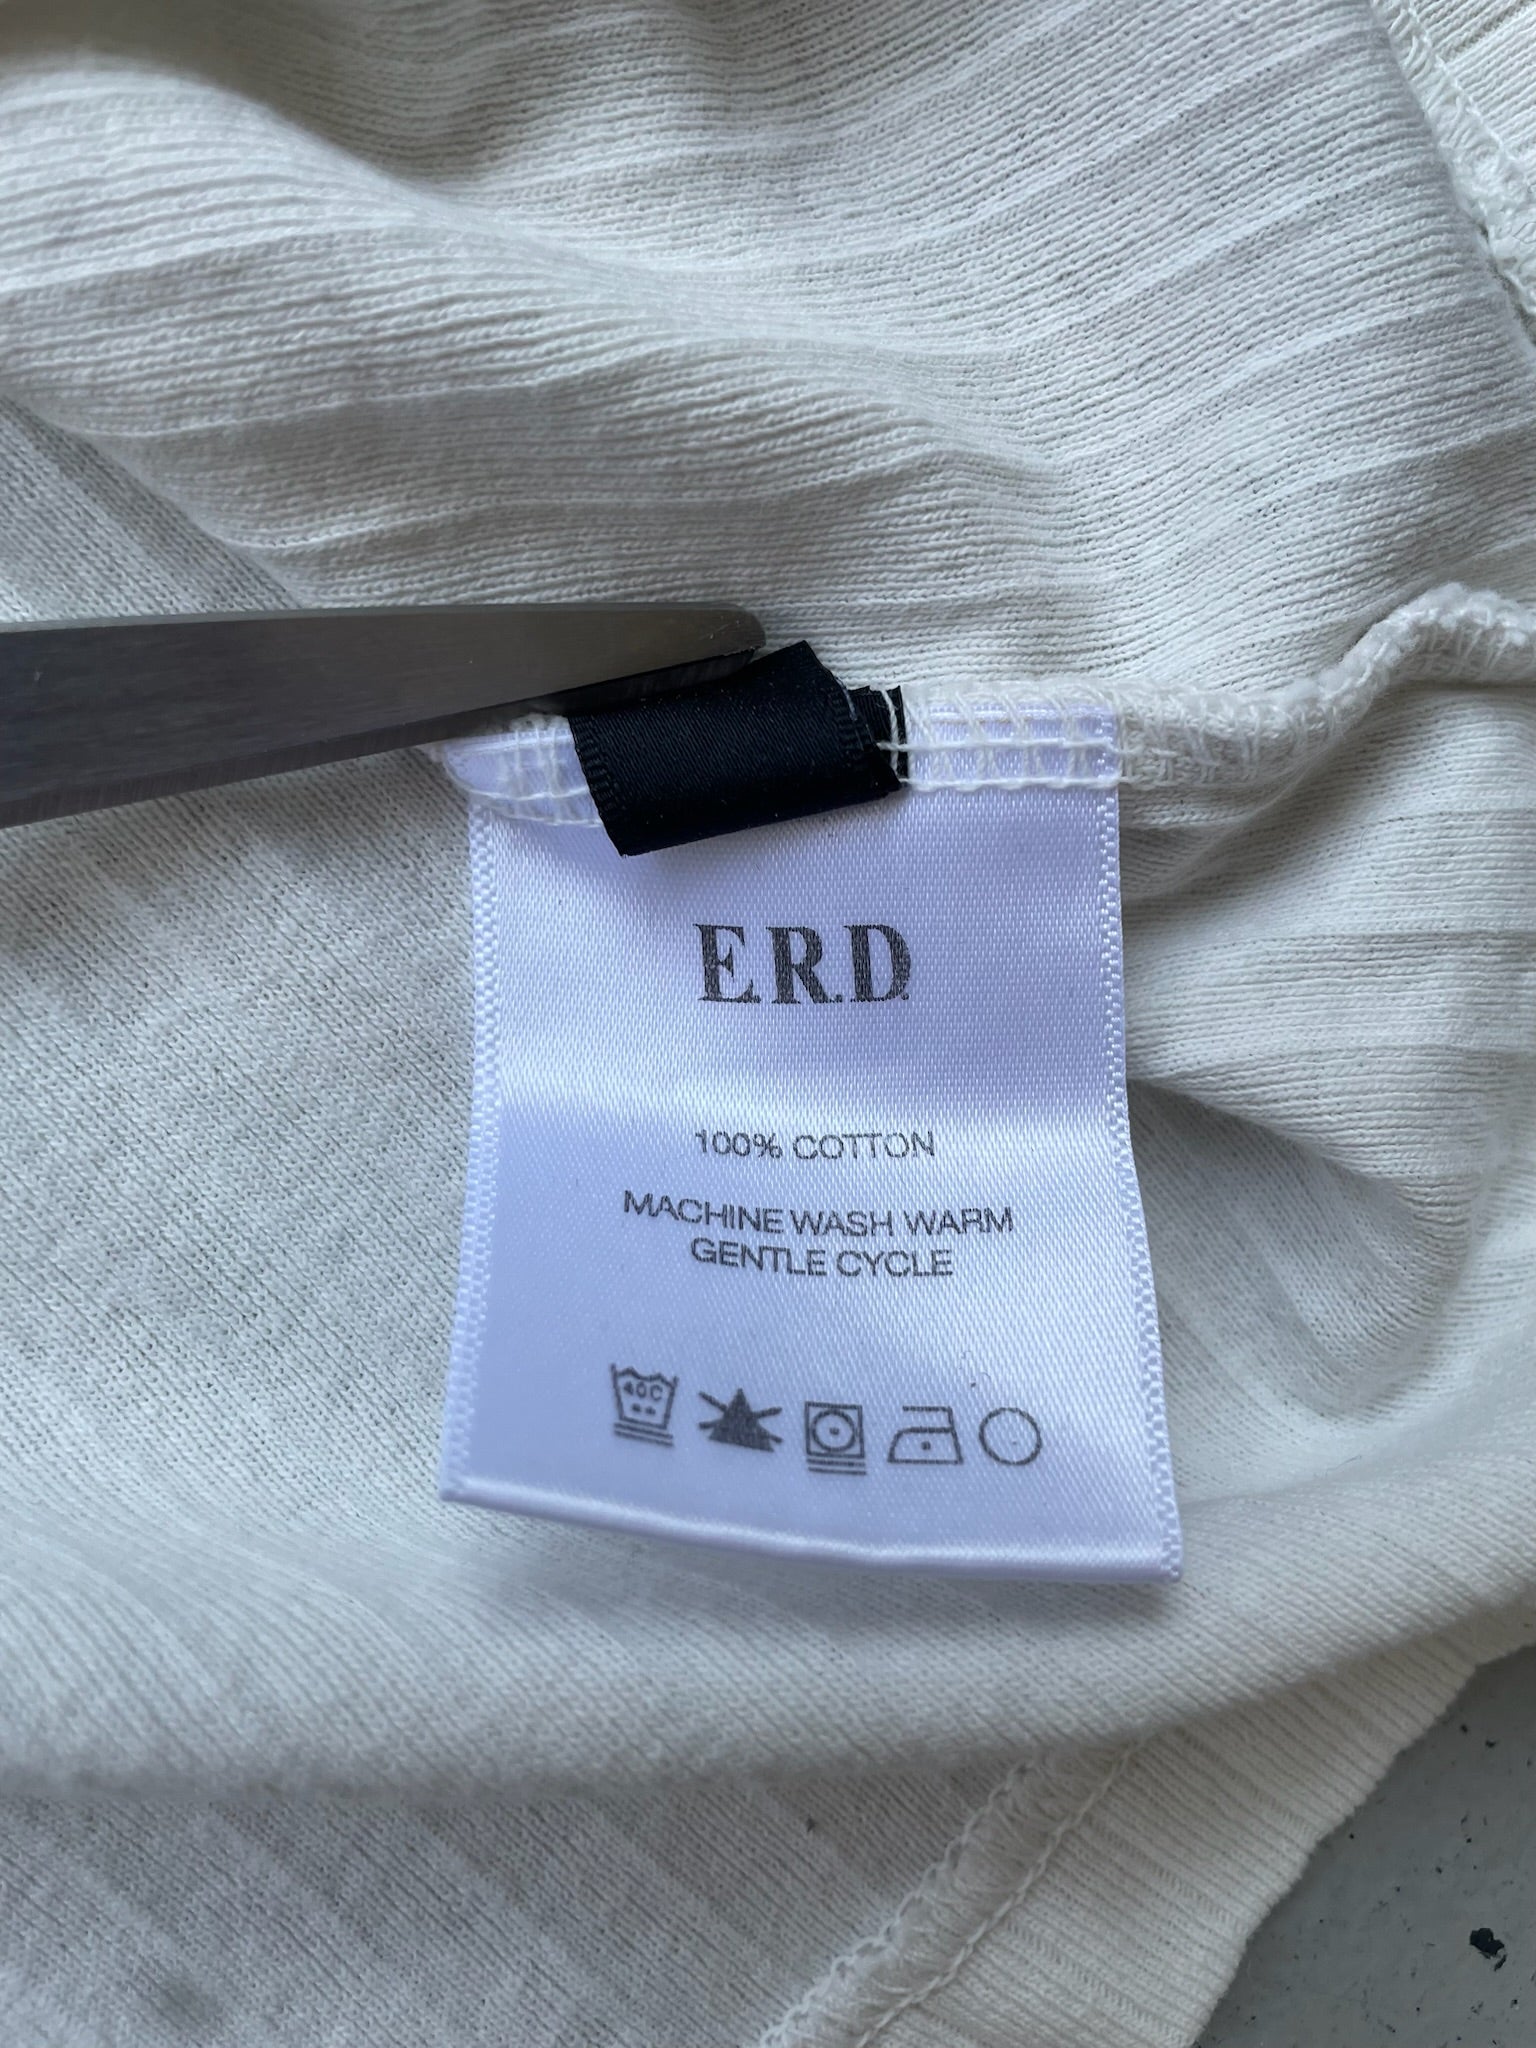 E.R.D.
100% COTTON
MACHINE WASH WARM
GENTLE CYCLE
40C